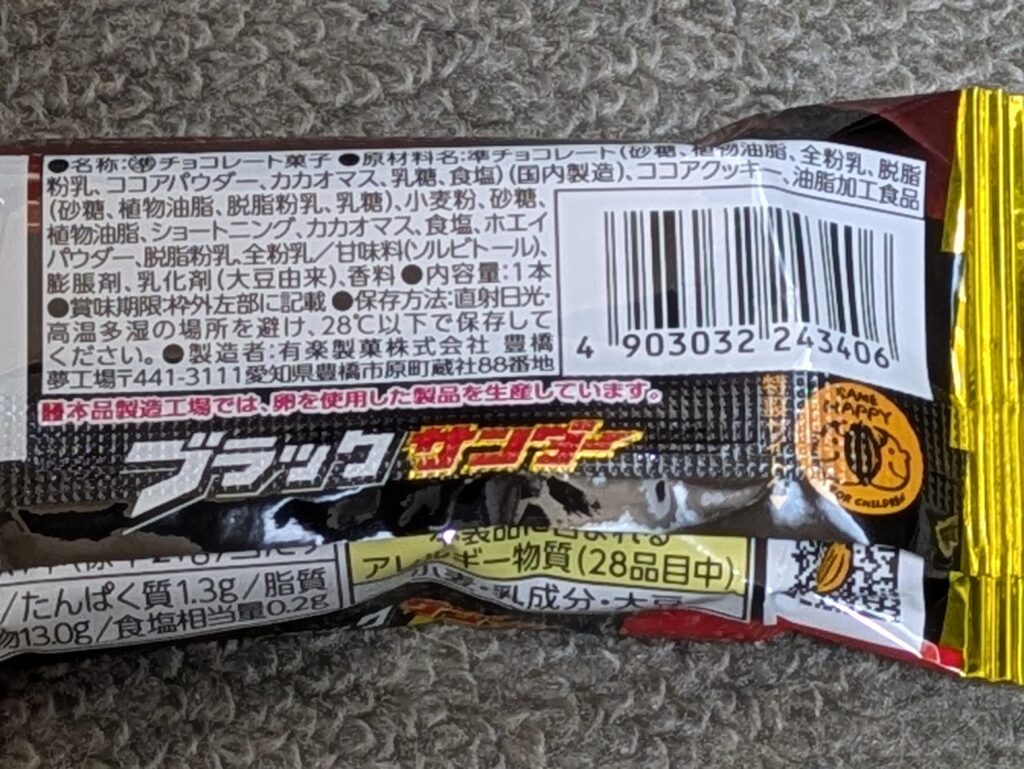 ●名称:準チョコレート菓子 ●原材料名:準チョコレート(砂糖、植物油脂、全粉乳、脱脂
粉乳、ココアパウダー、カカオマス、乳糖、食塩)(国内製造)、ココアクッキー、油脂加工食品
(砂糖、植物油脂、脱脂粉乳、乳糖)、小麦粉、砂糖、
植物油脂、ショートニング、カカオマス、食塩、ホエイ
パウダー、脱脂粉乳、全粉乳/甘味料(ソルビトール)、
膨脹剤、乳化剤(大豆由来)、香料 ●内容量:1本
●賞味期限:枠外左部に記載 ●保存方法:直射日光・
高温多湿の場所を避け、28℃以下で保存して
ください。 ●製造者:有楽製菓株式会社 豊橋
夢工場〒441-3111愛知県豊橋市原町蔵社88番地
4 903032 243406
本品製造工場では、卵を使用した製品を生産しています。
ブラックサンダー
SAME
HAPPY
FOR CHILDREN
アレルギー物質(28品目中)
乳成分・大豆
/たんぱく質1.3g/脂質
物13.0g/食塩相当量0.2g